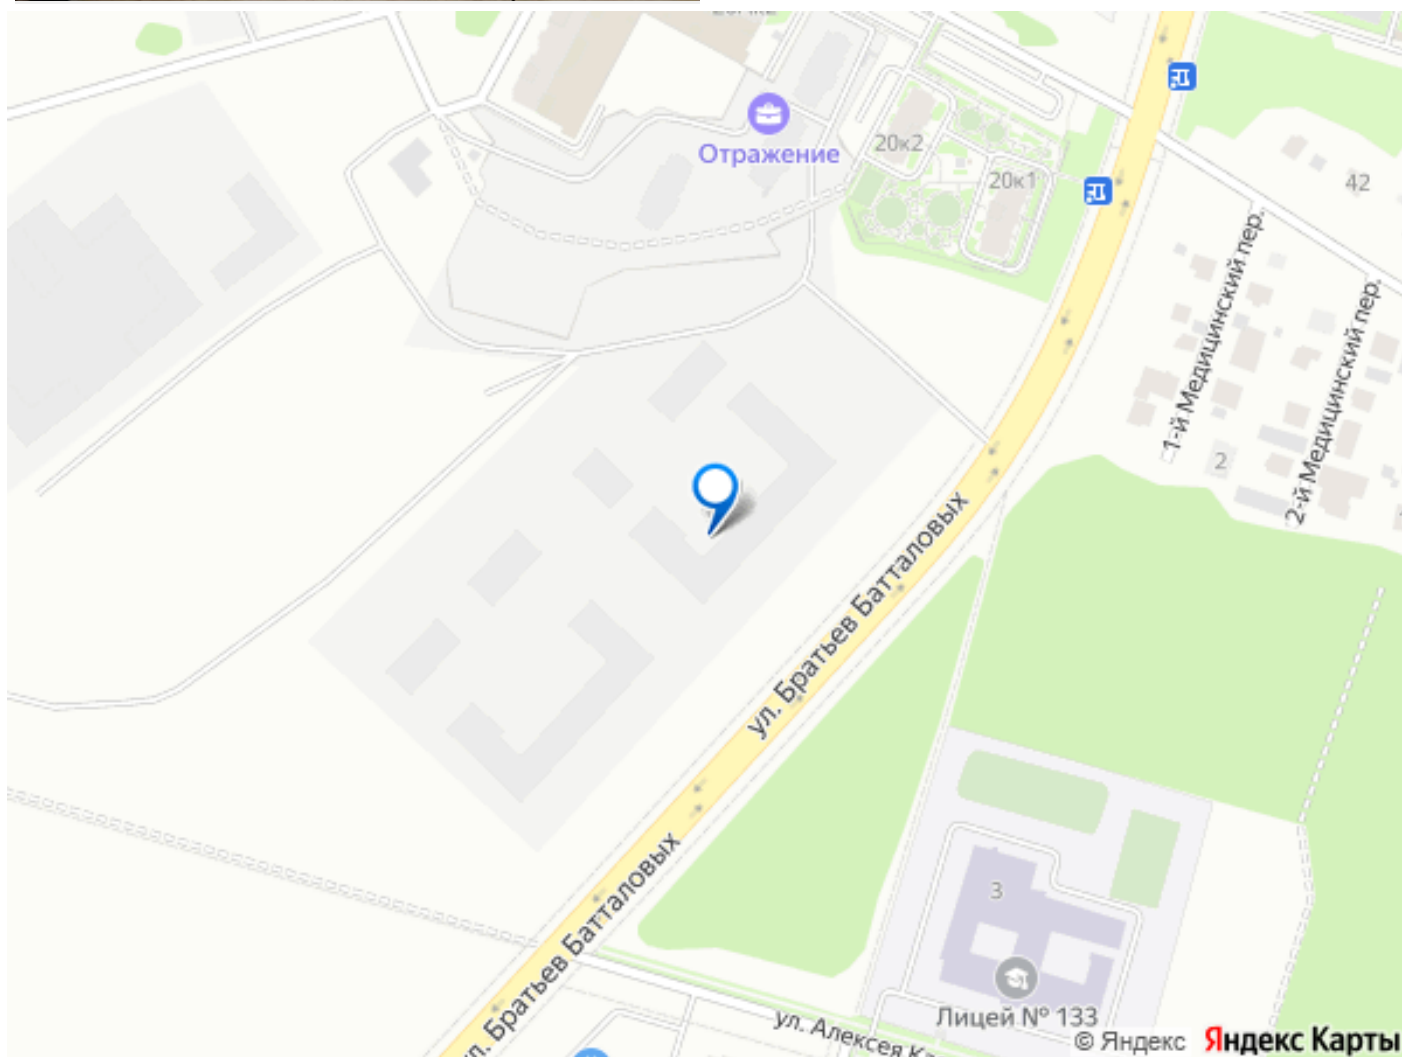 Отражение
20к2
20к1
42
1-й Медицинский пер.
2-й Медицинский пер.
2
ул. Братьев Батталовых
ул. Братьев Батталовых
3
Лицей № 133
ул. Алексея К
© Яндекс Яндекс Карты